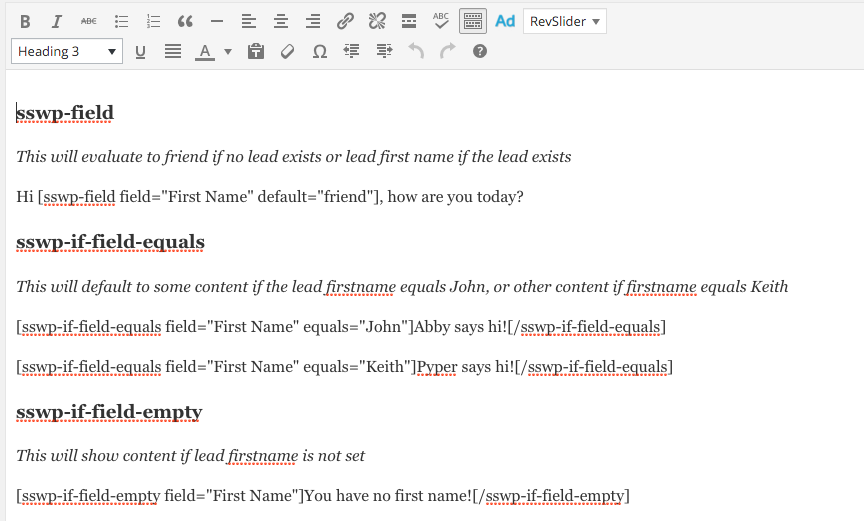 B I ABC ABC Ad RevSlider
Heading 3 U A Ω ?
sswp-field
This will evaluate to friend if no lead exists or lead first name if the lead exists
Hi [sswp-field field="First Name" default="friend"], how are you today?
sswp-if-field-equals
This will default to some content if the lead firstname equals John, or other content if firstname equals Keith
[sswp-if-field-equals field="First Name" equals="John"]Abby says hi![/sswp-if-field-equals]
[sswp-if-field-equals field="First Name" equals="Keith"]Pyper says hi![/sswp-if-field-equals]
sswp-if-field-empty
This will show content if lead firstname is not set
[sswp-if-field-empty field="First Name"]You have no first name![/sswp-if-field-empty]